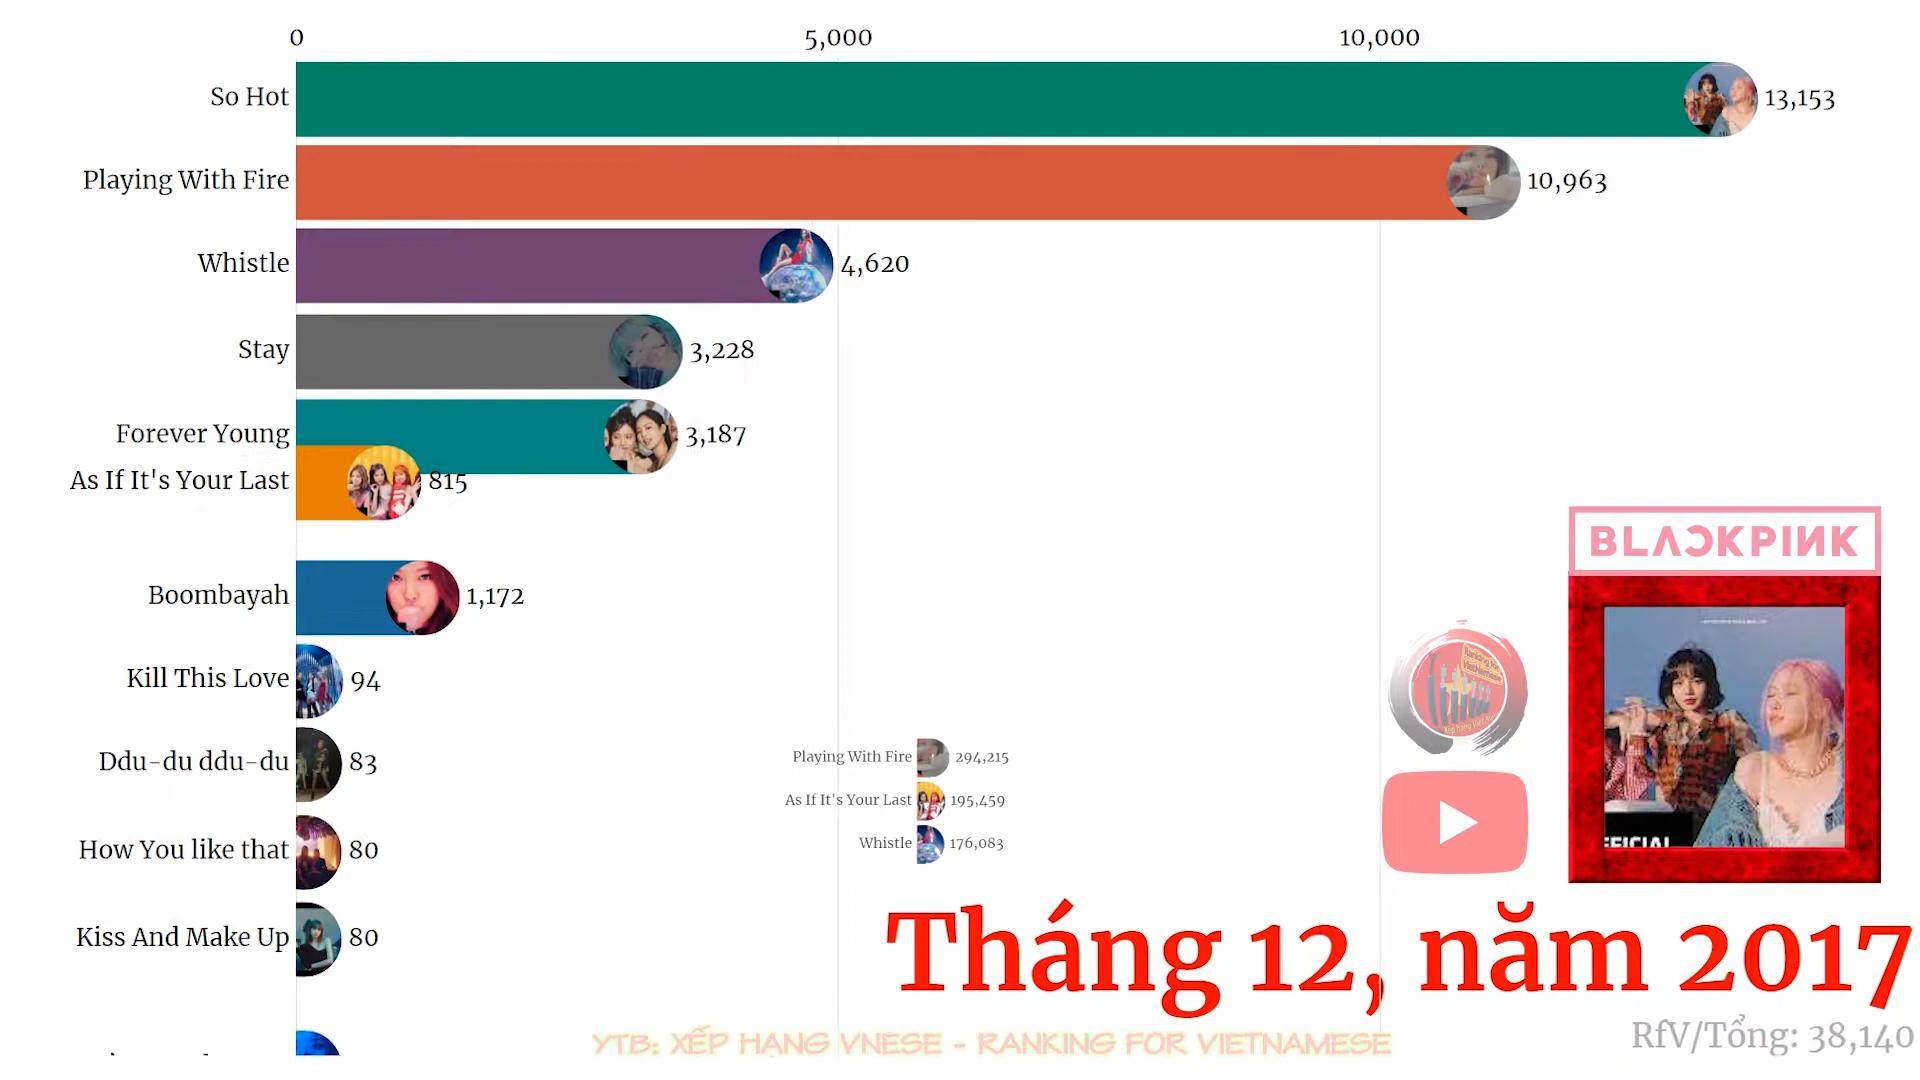 0 5,000 10,000
So Hot 13,153
Playing With Fire 10,963
Whistle 4,620
Stay 3,228
Forever Young 3,187
As If It's Your Last 815
BLACKPINK
Boombayah 1,172
Kill This Love 94
Ddu-du ddu-du 83
Playing With Fire 294,215
As If It's Your Last 195,459
Whistle 176,083
How You like that 80
Kiss And Make Up 80
Tháng 12, năm 2017
YTB: XẾP HẠNG VNESE - RANKING FOR VIETNAMESE
RfV/Tổng: 38,140